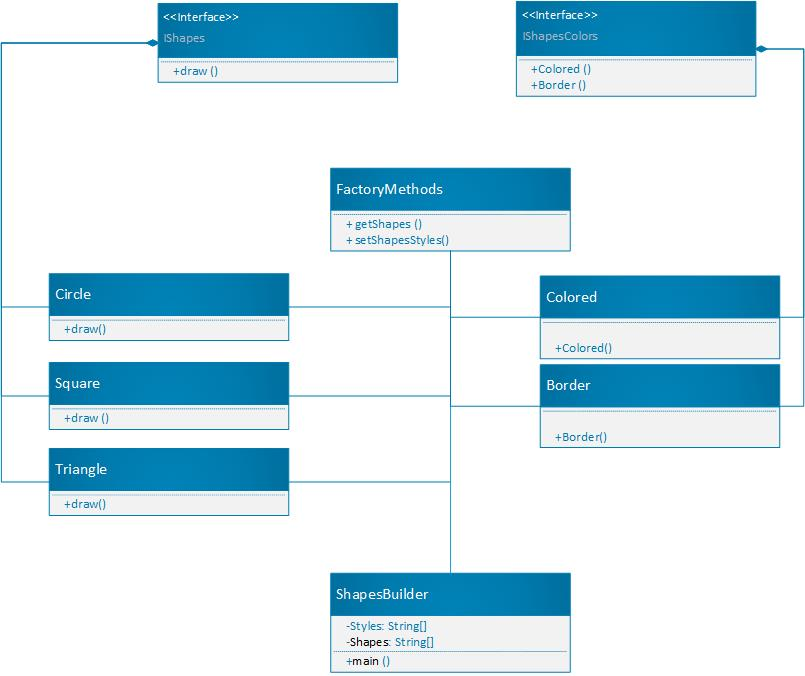 <<Interface>>
IShapes
+draw ()
<<Interface>>
IShapesColors
+Colored ()
+Border ()
FactoryMethods
+ getShapes ()
+ setShapesStyles()
Circle
+draw()
Square
+draw ()
Triangle
+draw()
Colored
+Colored()
Border
+Border()
ShapesBuilder
-Styles: String[]
-Shapes: String[]
+main ()